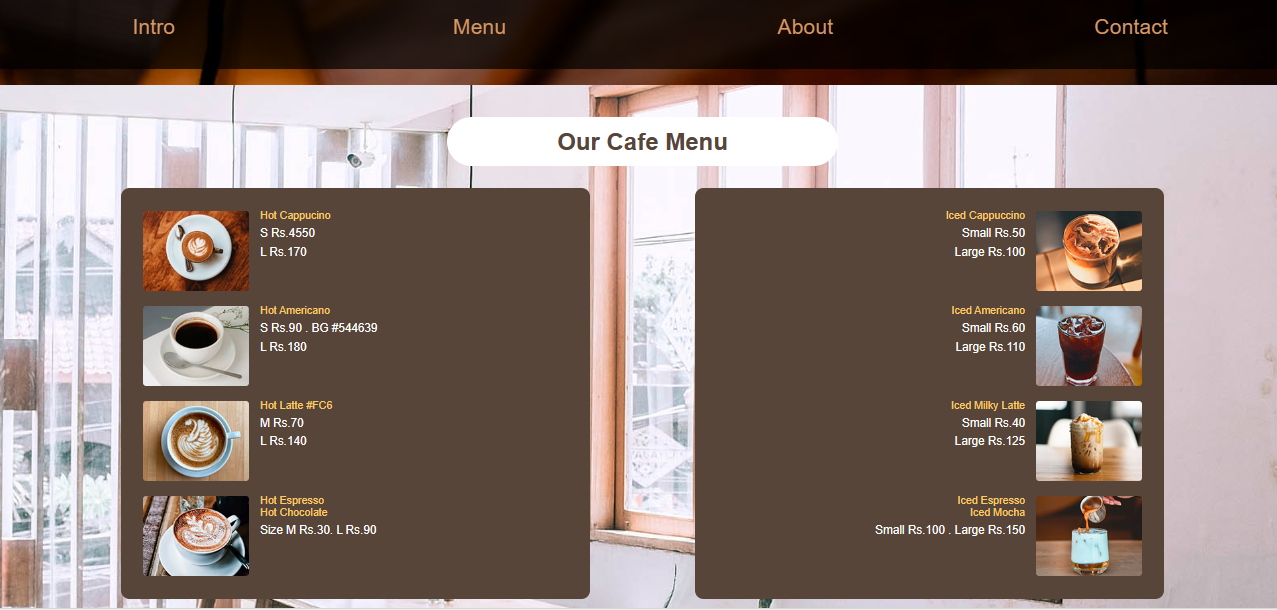 Intro Menu About Contact
Our Cafe Menu
Hot Cappucino
S Rs.4550
L Rs.170
Hot Americano
S Rs.90 . BG #544639
L Rs.180
Hot Latte #FC6
M Rs.70
L Rs.140
Hot Espresso
Hot Chocolate
Size M Rs.30. L Rs.90
Iced Cappuccino
Small Rs.50
Large Rs.100
Iced Americano
Small Rs.60
Large Rs.110
Iced Milky Latte
Small Rs.40
Large Rs.125
Iced Espresso
Iced Mocha
Small Rs.100 . Large Rs.150